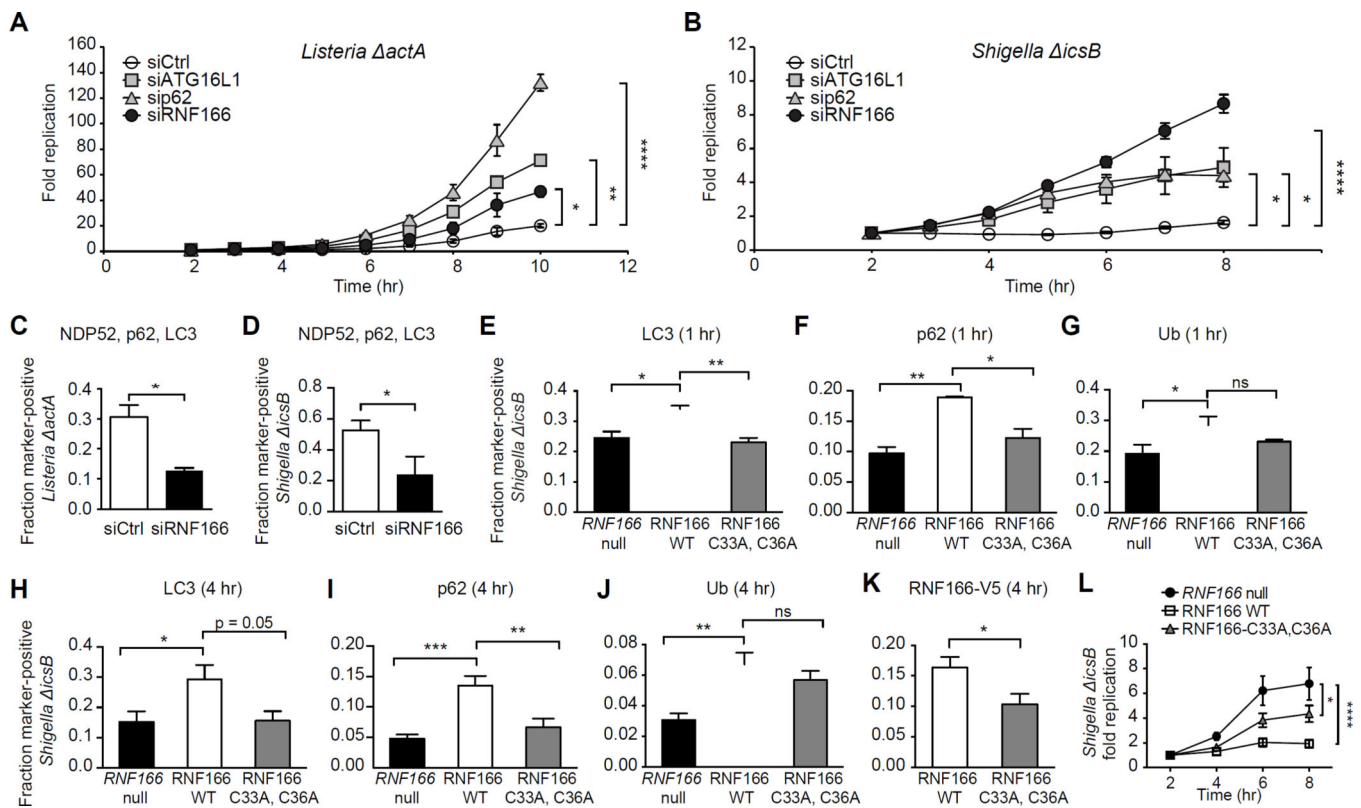 A
Listeria ΔactA
160
140
120
100
80
60
40
20
0
Fold replication
siCtrl
siATG16L1
sip62
siRNF166
****
**
*
0 2 4 6 8 10 12
Time (hr)
B
Shigella ΔicsB
12
10
8
6
4
2
0
Fold replication
siCtrl
siATG16L1
sip62
siRNF166
*
*
****
0 2 4 6 8
Time (hr)
C
NDP52, p62, LC3
Fraction marker-positive
Listeria ΔactA
0.4
0.3
0.2
0.1
0.0
*
siCtrl siRNF166
D
NDP52, p62, LC3
Fraction marker-positive
Shigella ΔicsB
0.8
0.6
0.4
0.2
0.0
*
siCtrl siRNF166
E
LC3 (1 hr)
Fraction marker-positive
Shigella ΔicsB
0.4
0.3
0.2
0.1
0.0
* **
RNF166 RNF166 RNF166
null WT C33A, C36A
F
p62 (1 hr)
0.20
0.15
0.10
0.05
0.00
** *
RNF166 RNF166 RNF166
null WT C33A, C36A
G
Ub (1 hr)
0.4
0.3
0.2
0.1
0.0
* ns
RNF166 RNF166 RNF166
null WT C33A, C36A
H
LC3 (4 hr)
Fraction marker-positive
Shigella ΔicsB
0.4
0.3
0.2
0.1
0.0
* p = 0.05
RNF166 RNF166 RNF166
null WT C33A, C36A
I
p62 (4 hr)
0.20
0.15
0.10
0.05
0.00
*** **
RNF166 RNF166 RNF166
null WT C33A, C36A
J
Ub (4 hr)
0.08
0.06
0.04
0.02
0.00
** ns
RNF166 RNF166 RNF166
null WT C33A, C36A
K
RNF166-V5 (4 hr)
0.20
0.15
0.10
0.05
0.00
*
RNF166 RNF166
WT C33A, C36A
L
RNF166 null
RNF166 WT
RNF166-C33A,C36A
Shigella ΔicsB
fold replication
10
8
6
4
2
0
*
****
2 4 6 8
Time (hr)